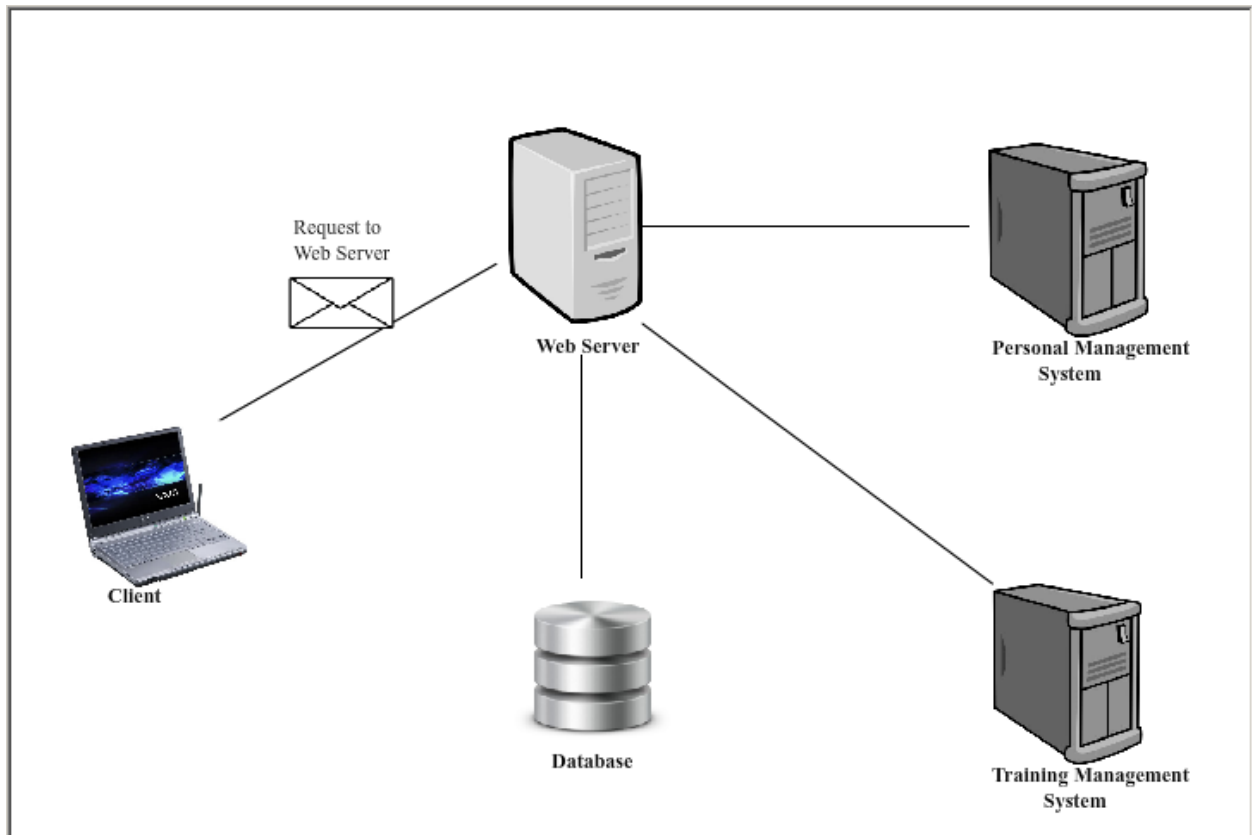 Request to
Web Server
Web Server
Personal Management
System
Client
Database
Training Management
System